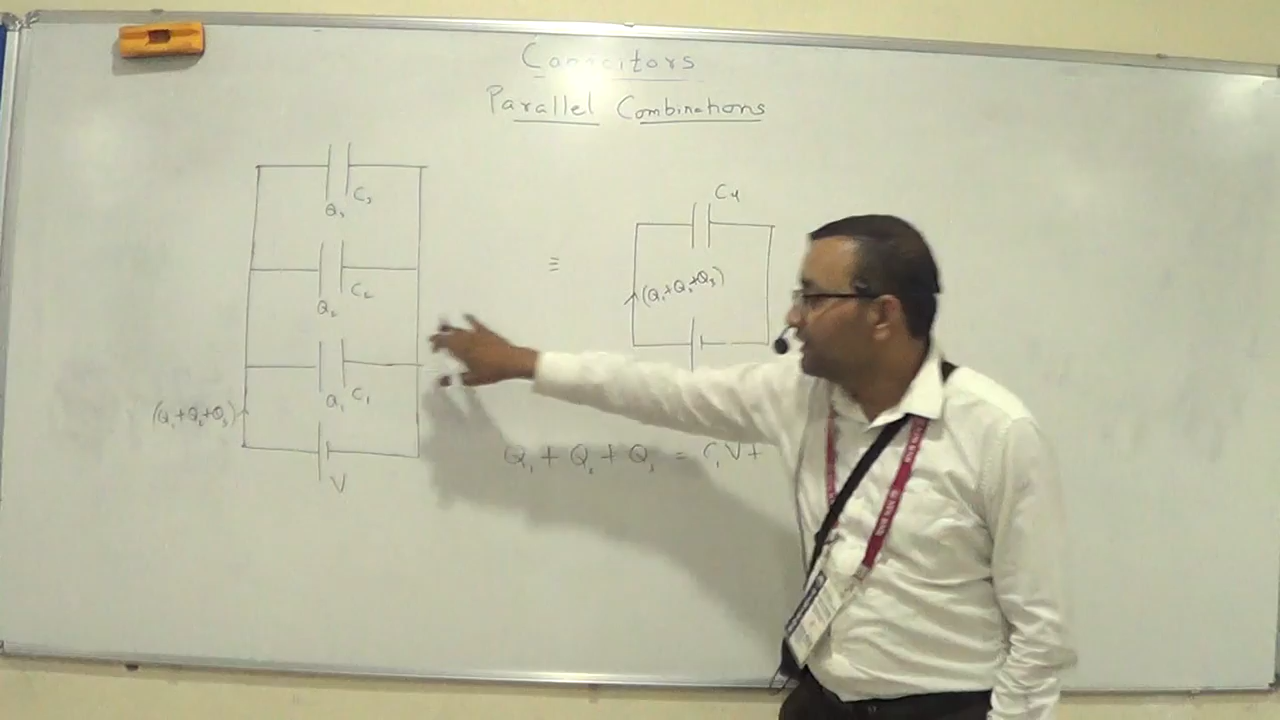 Capacitors
Parallel Combinations
C₃
Q₃
C₂
Q₂
C₁
Q₁
(Q₁+Q₂+Q₃)
V
≡
C₄
(Q₁+Q₂+Q₃)
Q₁ + Q₂ + Q₃ = C₁V+